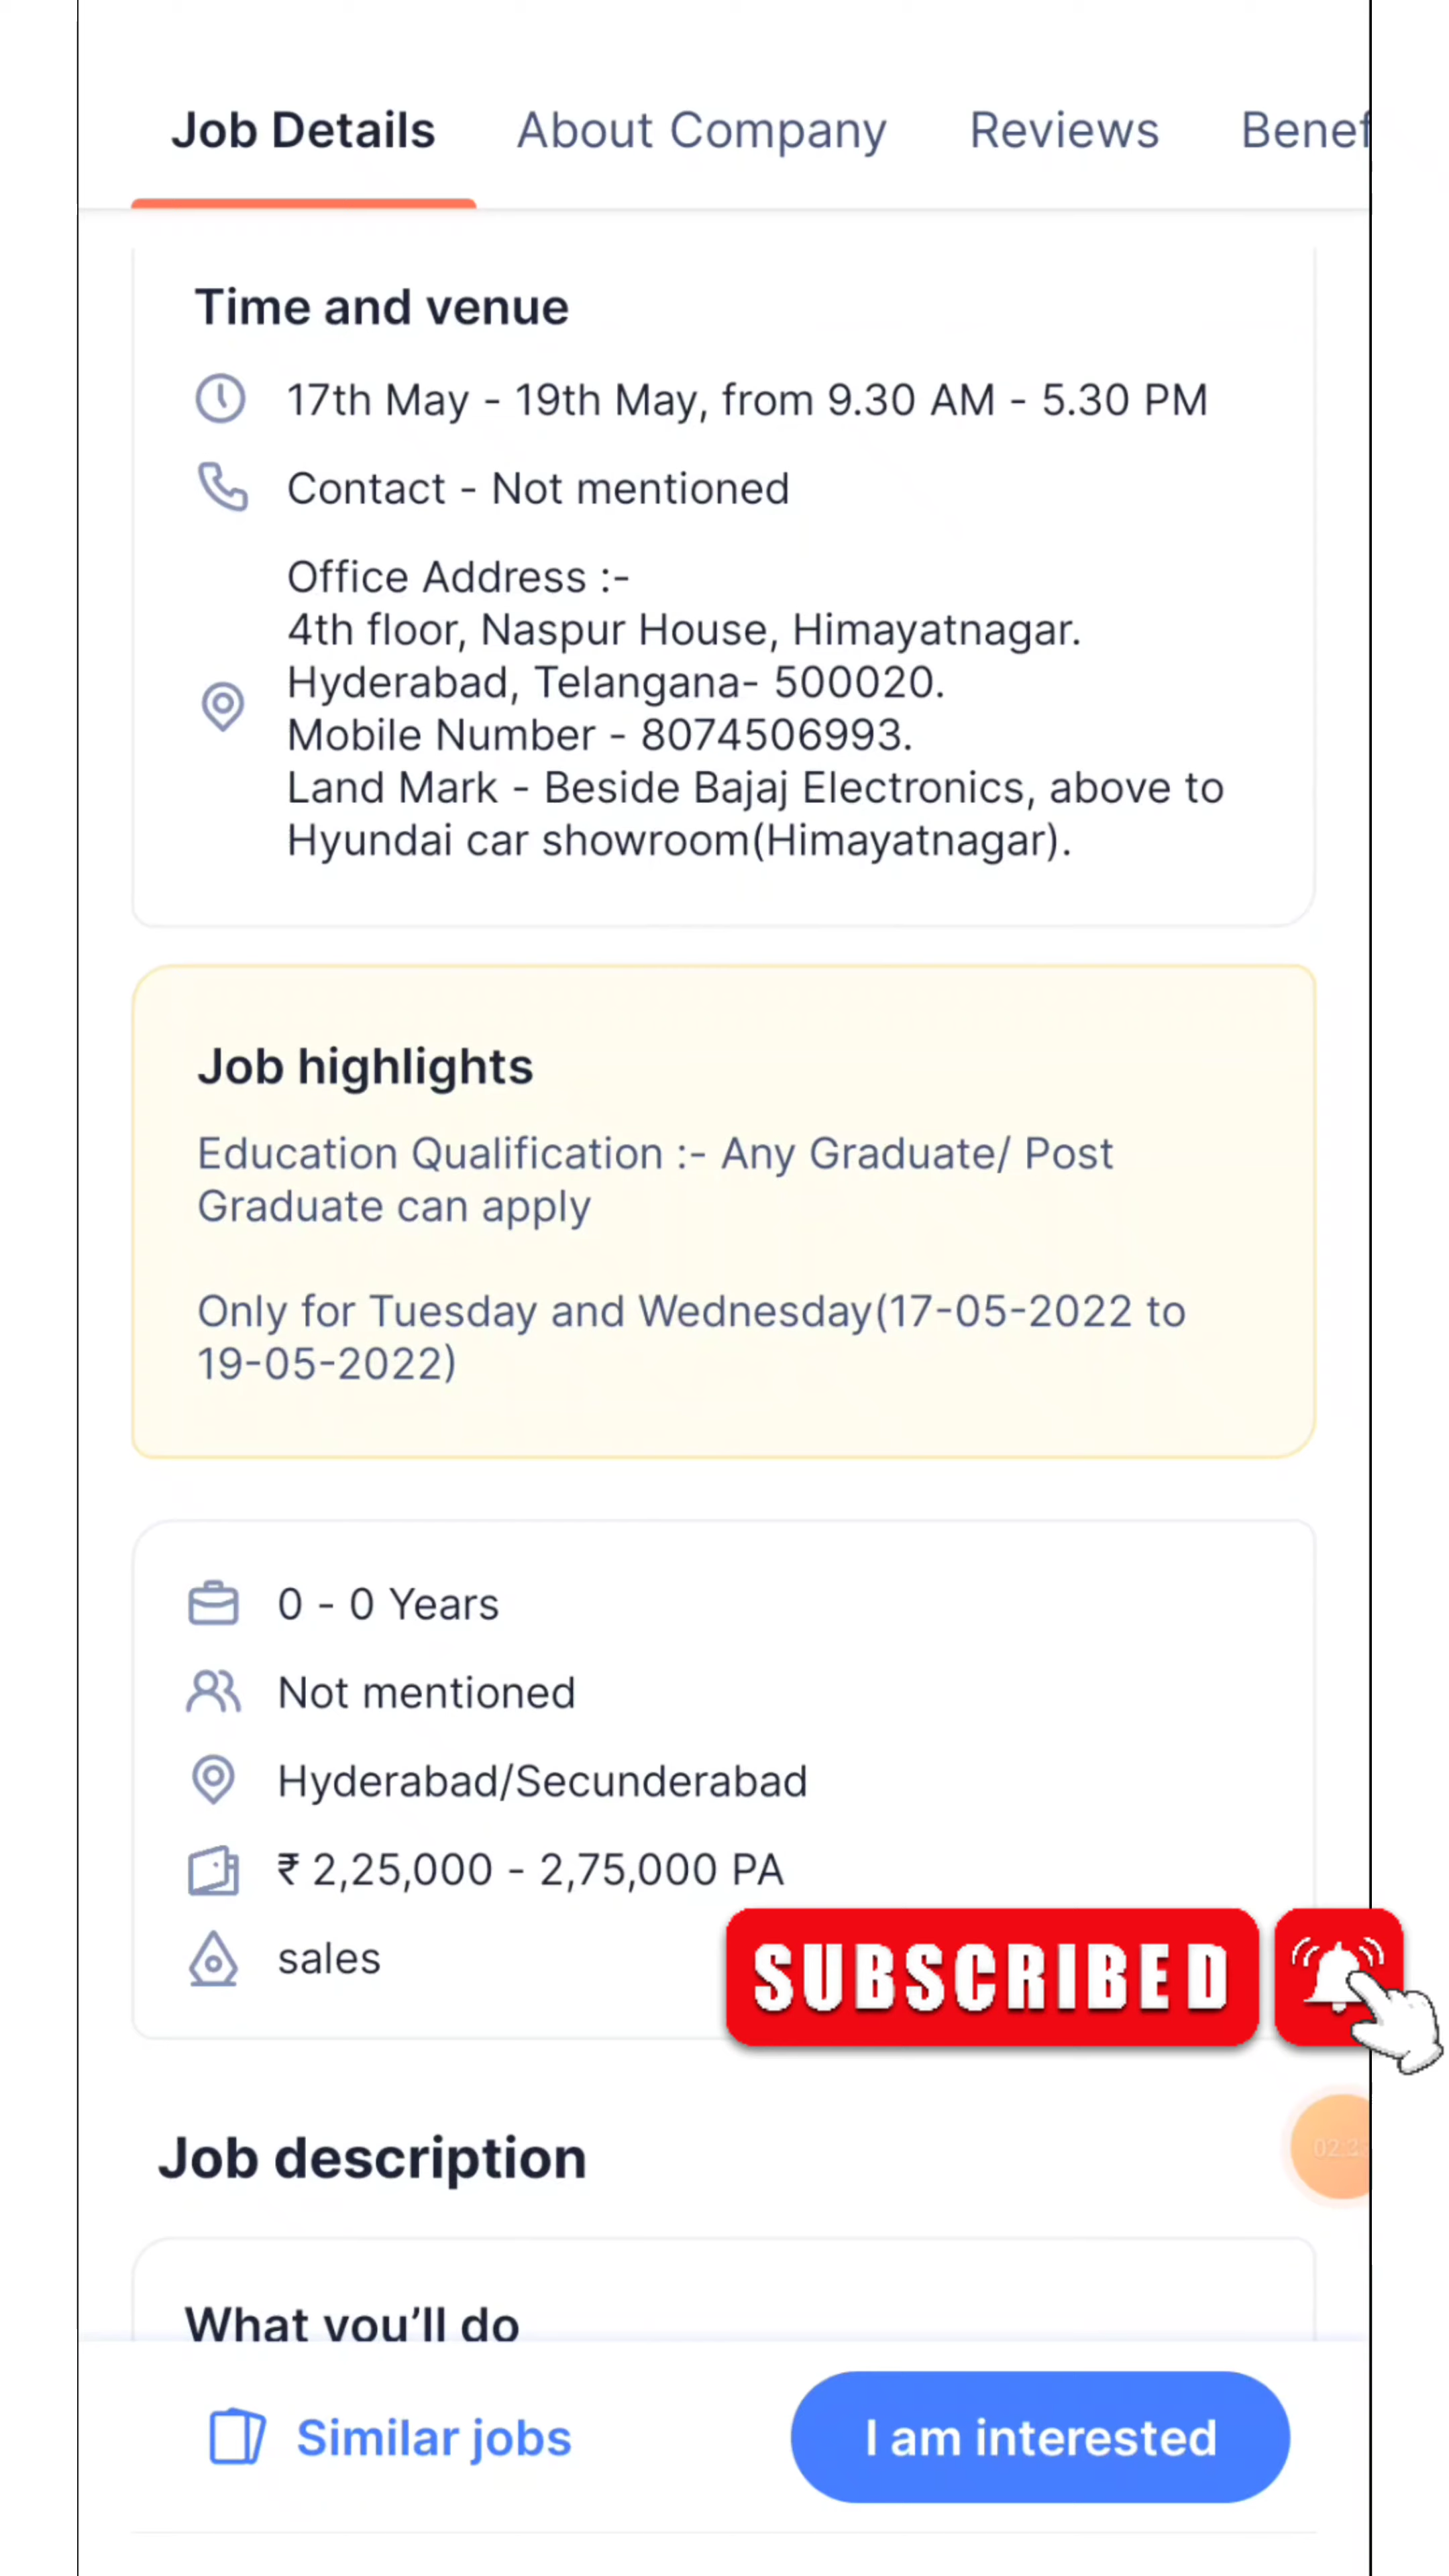 Job Details About Company Reviews Benef
Time and venue
17th May - 19th May, from 9.30 AM - 5.30 PM
Contact - Not mentioned
Office Address :-
4th floor, Naspur House, Himayatnagar.
Hyderabad, Telangana- 500020.
Mobile Number - 8074506993.
Land Mark - Beside Bajaj Electronics, above to
Hyundai car showroom(Himayatnagar).
Job highlights
Education Qualification :- Any Graduate/ Post
Graduate can apply
Only for Tuesday and Wednesday(17-05-2022 to
19-05-2022)
0 - 0 Years
Not mentioned
Hyderabad/Secunderabad
₹ 2,25,000 - 2,75,000 PA
sales
SUBSCRIBED
Job description
What you'll do
Similar jobs
I am interested